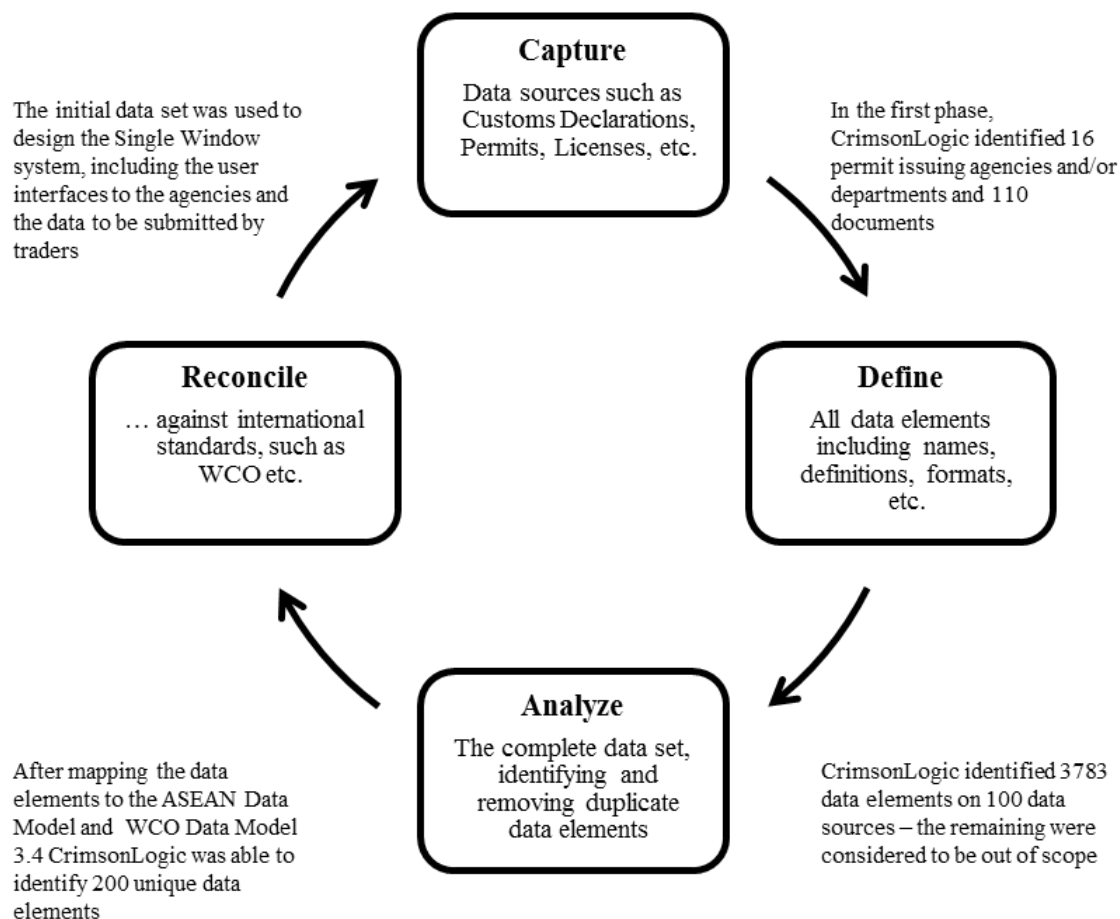 Capture
Data sources such as
Customs Declarations,
Permits, Licenses, etc.
In the first phase,
CrimsonLogic identified 16
permit issuing agencies and/or
departments and 110
documents
Define
All data elements
including names,
definitions, formats,
etc.
CrimsonLogic identified 3783
data elements on 100 data
sources – the remaining were
considered to be out of scope
Analyze
The complete data set,
identifying and
removing duplicate
data elements
After mapping the data
elements to the ASEAN Data
Model and WCO Data Model
3.4 CrimsonLogic was able to
identify 200 unique data
elements
Reconcile
… against international
standards, such as
WCO etc.
The initial data set was used to
design the Single Window
system, including the user
interfaces to the agencies and
the data to be submitted by
traders